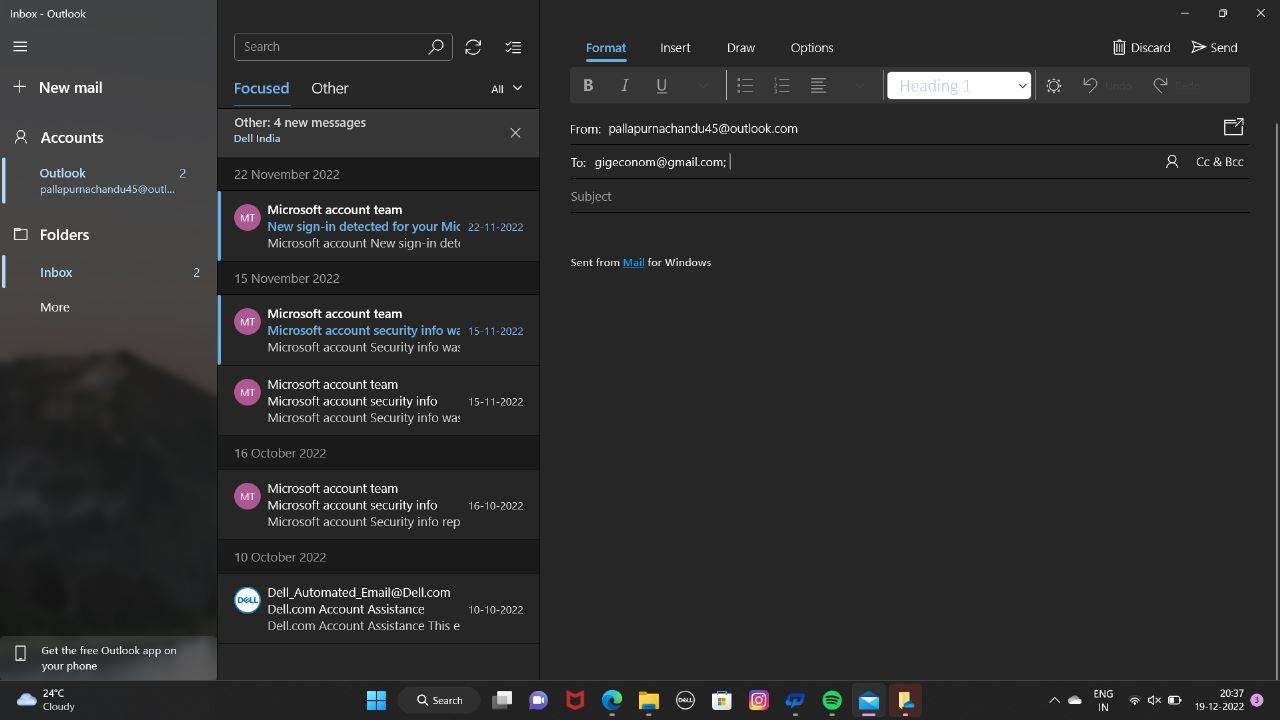 Inbox - Outlook
New mail
Accounts
Outlook 2
pallapurnachandu45@outl...
Folders
Inbox 2
More
Get the free Outlook app on
your phone
Search
Focused Other All
Other: 4 new messages
Dell India
22 November 2022
MT
Microsoft account team
New sign-in detected for your Mic 22-11-2022
Microsoft account New sign-in dete
15 November 2022
MT
Microsoft account team
Microsoft account security info wa 15-11-2022
Microsoft account Security info was
MT
Microsoft account team
Microsoft account security info 15-11-2022
Microsoft account Security info was
16 October 2022
MT
Microsoft account team
Microsoft account security info 16-10-2022
Microsoft account Security info rep
10 October 2022
DELL
Dell_Automated_Email@Dell.com
Dell.com Account Assistance 10-10-2022
Dell.com Account Assistance This e
Format Insert Draw Options Discard Send
B I U Heading 1 Undo Redo
From: pallapurnachandu45@outlook.com
To: gigeconom@gmail.com; Cc & Bcc
Subject
Sent from Mail for Windows
24°C
Cloudy
Search
DELL
ENG
IN
20:37
19-12-2022
3